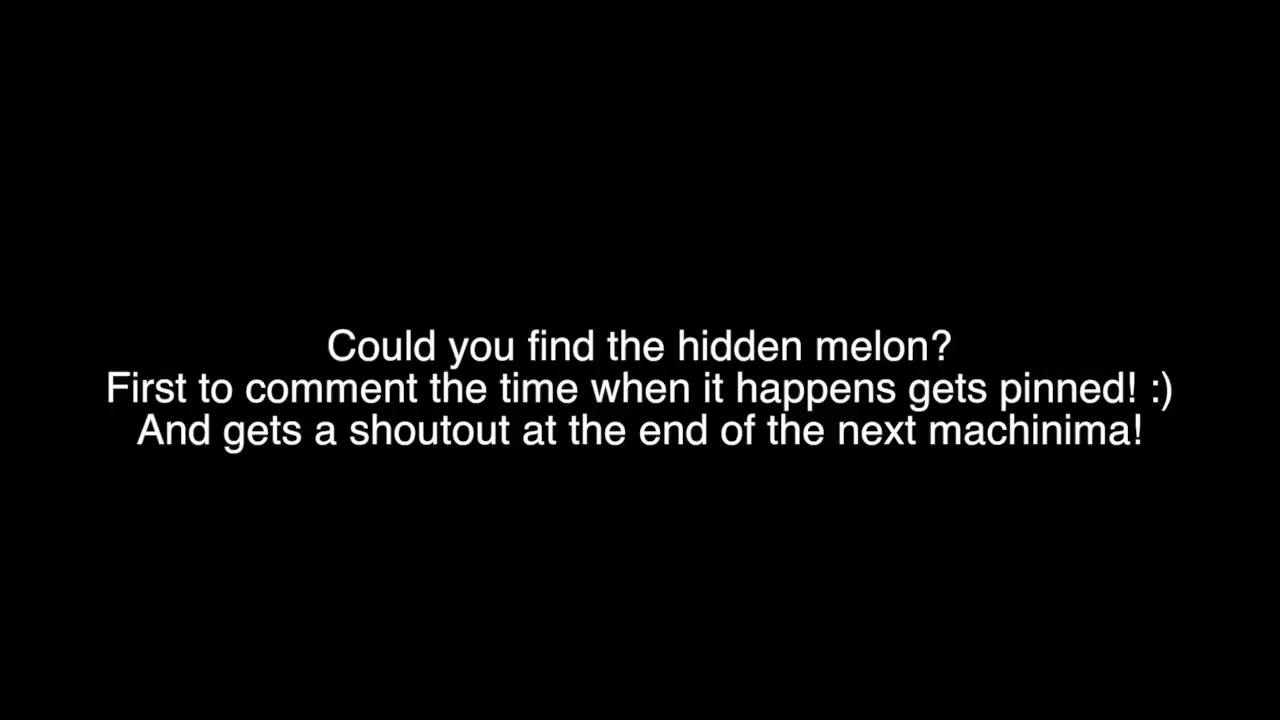 Could you find the hidden melon?
First to comment the time when it happens gets pinned! :)
And gets a shoutout at the end of the next machinima!